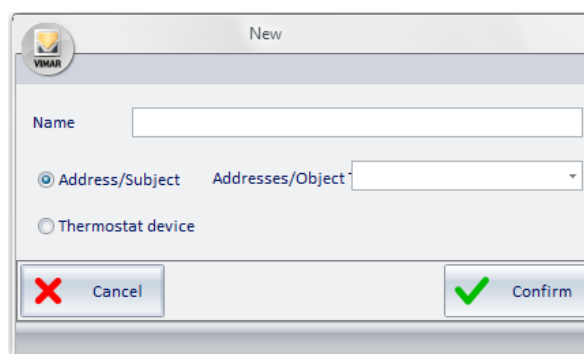 New
VIMAR
Name
Address/Subject Addresses/Object
Thermostat device
Cancel Confirm